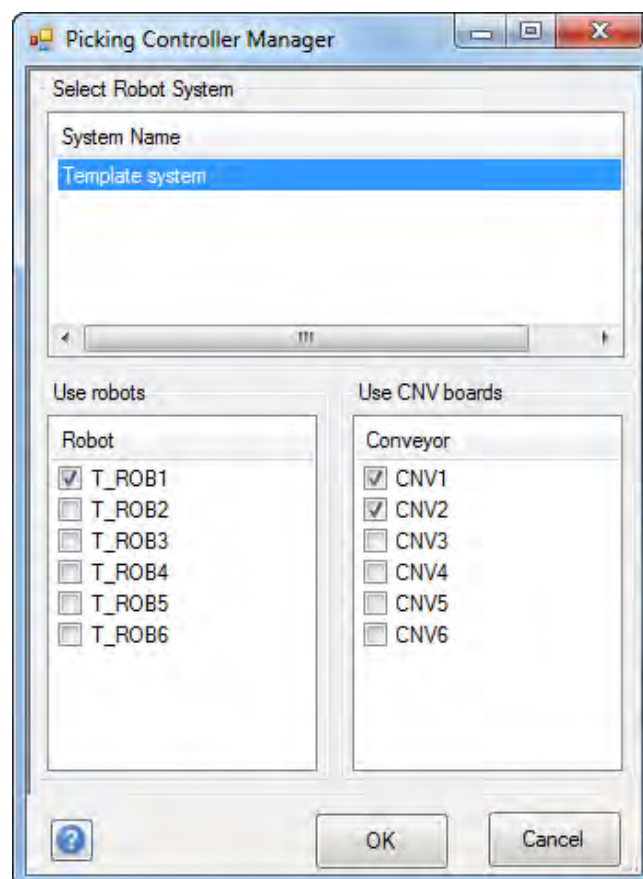 Picking Controller Manager
Select Robot System
System Name
Template system
Use robots
Robot
T_ROB1
T_ROB2
T_ROB3
T_ROB4
T_ROB5
T_ROB6
Use CNV boards
Conveyor
CNV1
CNV2
CNV3
CNV4
CNV5
CNV6
?
OK
Cancel